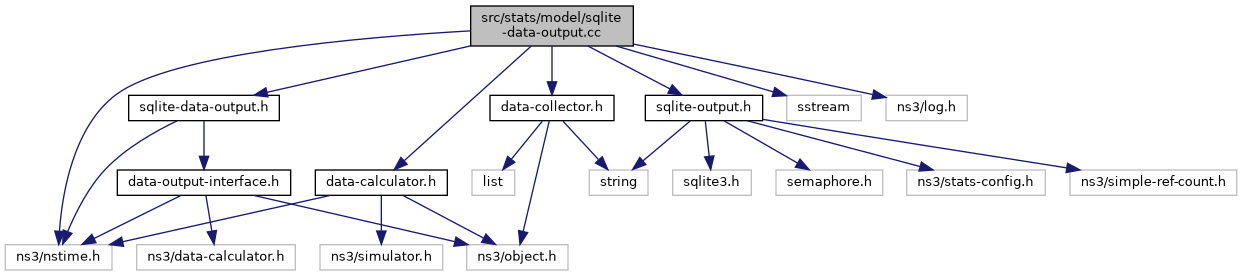 src/stats/model/sqlite
-data-output.cc
sqlite-data-output.h
data-collector.h
sqlite-output.h
sstream
ns3/log.h
data-output-interface.h
data-calculator.h
list
string
sqlite3.h
semaphore.h
ns3/stats-config.h
ns3/simple-ref-count.h
ns3/nstime.h
ns3/data-calculator.h
ns3/simulator.h
ns3/object.h